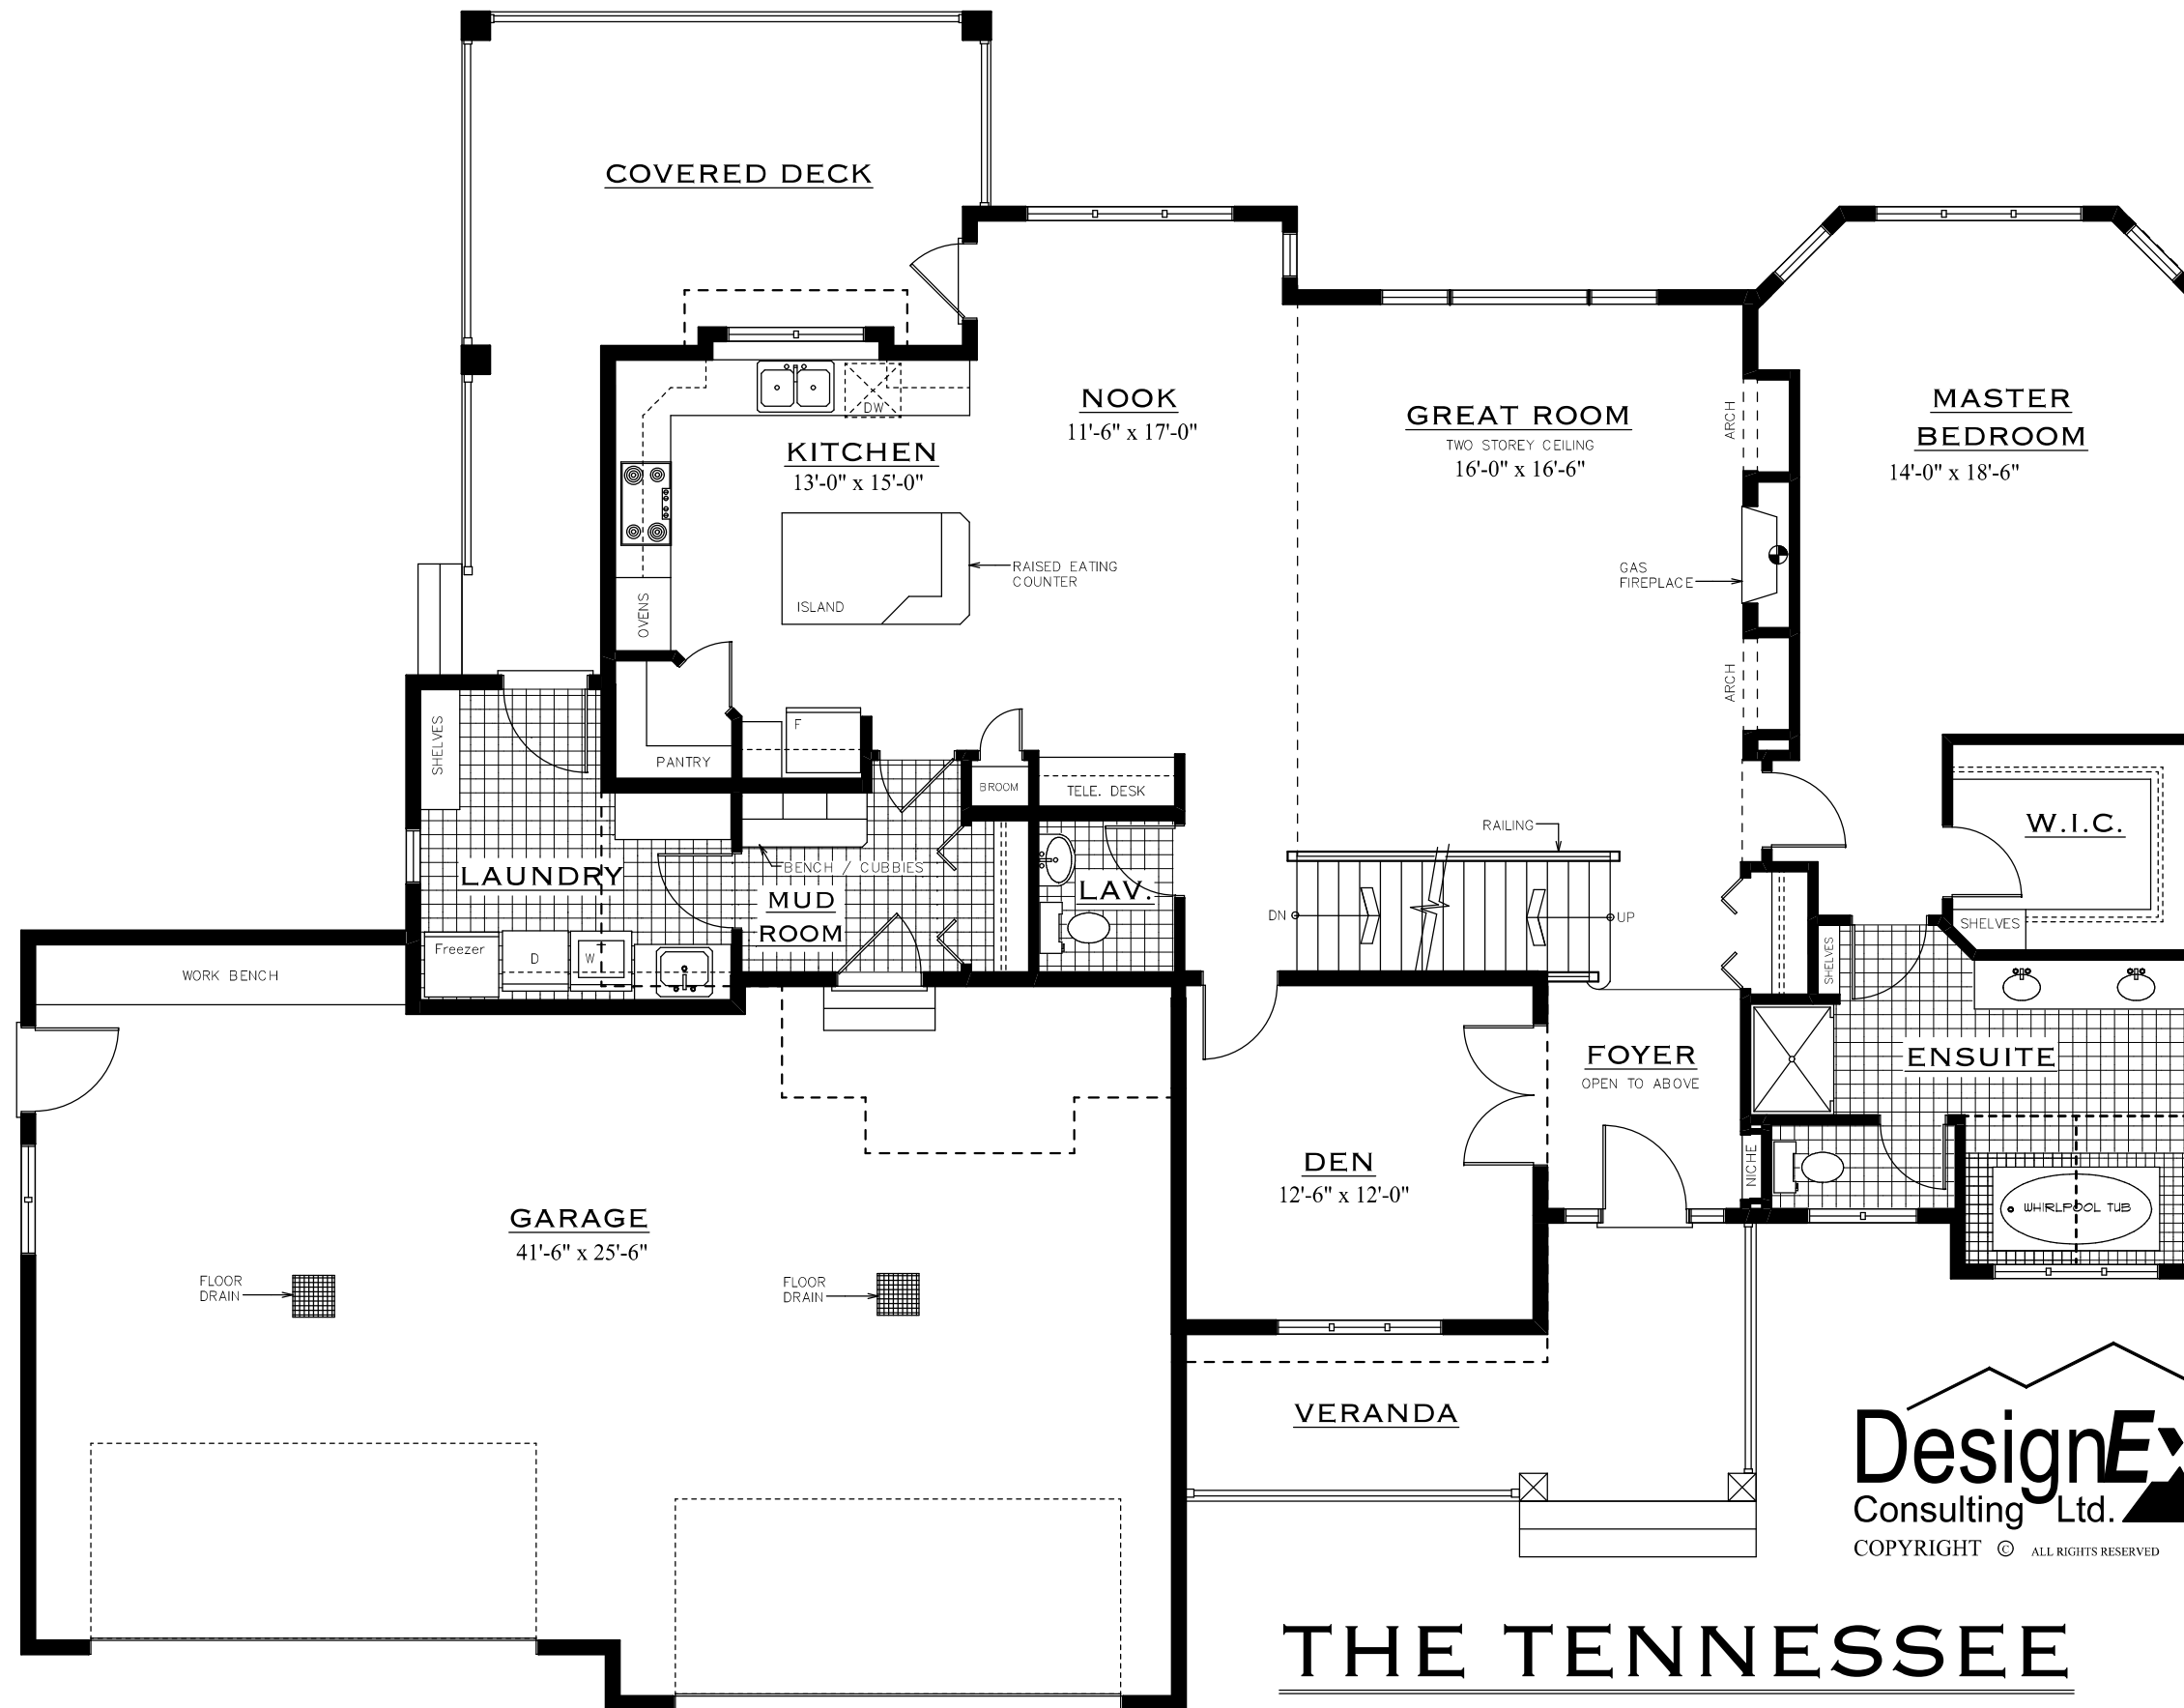 COVERED DECK
NOOK
11'-6" x 17'-0"
GREAT ROOM
TWO STOREY CEILING
16'-0" x 16'-6"
ARCH
MASTER
BEDROOM
14'-0" x 18'-6"
DW
KITCHEN
13'-0" x 15'-0"
RAISED EATING
COUNTER
ISLAND
OVENS
GAS
FIREPLACE
ARCH
SHELVES
F
PANTRY
BROOM
TELE. DESK
RAILING
W.I.C.
LAUNDRY
BENCH / CUBBIES
MUD
ROOM
LAV.
DN
UP
SHELVES
SHELVES
Freezer
D
W
WORK BENCH
FOYER
OPEN TO ABOVE
ENSUITE
DEN
12'-6" x 12'-0"
NICHE
WHIRLPOOL TUB
GARAGE
41'-6" x 25'-6"
FLOOR
DRAIN
FLOOR
DRAIN
VERANDA
DesignEx
Consulting Ltd.
COPYRIGHT © ALL RIGHTS RESERVED
THE TENNESSEE